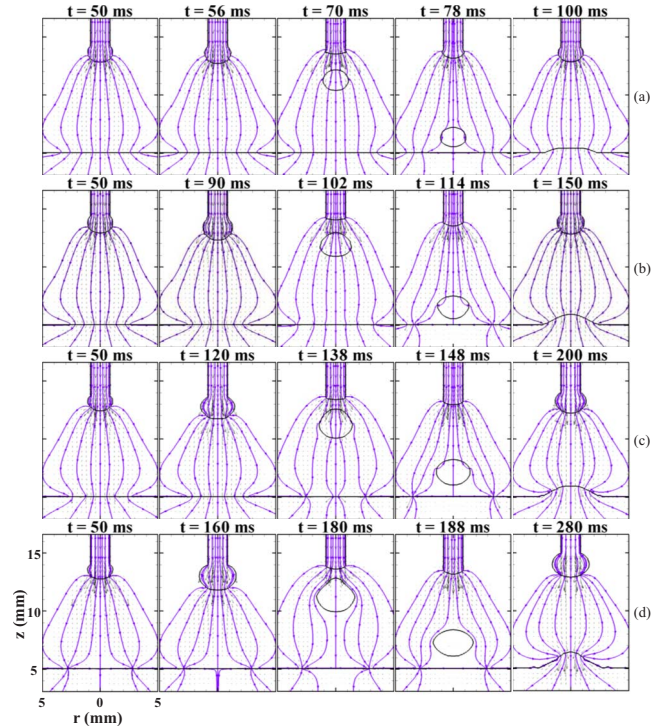 t = 50 ms t = 56 ms t = 70 ms t = 78 ms t = 100 ms
(a)
t = 50 ms t = 90 ms t = 102 ms t = 114 ms t = 150 ms
(b)
t = 50 ms t = 120 ms t = 138 ms t = 148 ms t = 200 ms
(c)
t = 50 ms t = 160 ms t = 180 ms t = 188 ms t = 280 ms
15
(d)
z (mm)
10
5
5 0 5
r (mm)